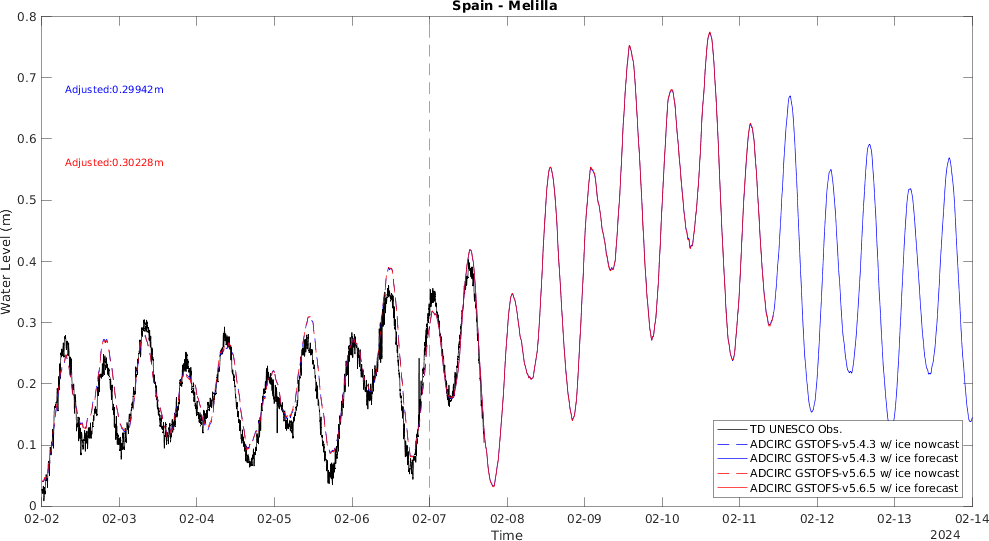 Spain - Melilla
0.8
0.7
0.6
0.5
0.4
0.3
0.2
0.1
0
Water Level (m)
Adjusted:0.29942m
Adjusted:0.30228m
TD UNESCO Obs.
ADCIRC GSTOFS-v5.4.3 w/ ice nowcast
ADCIRC GSTOFS-v5.4.3 w/ ice forecast
ADCIRC GSTOFS-v5.6.5 w/ ice nowcast
ADCIRC GSTOFS-v5.6.5 w/ ice forecast
02-02 02-03 02-04 02-05 02-06 02-07 02-08 02-09 02-10 02-11 02-12 02-13 02-14
Time
2024